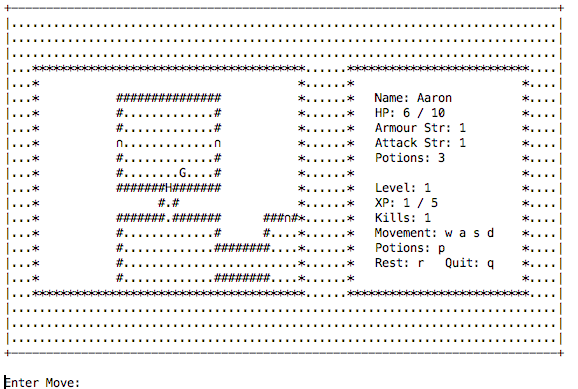 +------------------------------------------------------------------------------+
|..............................................................................|
|..............................................................................|
|..............................................................................|
|...***************************************......**************************....|
|...*                                     *......*                        *....|
|...*           ###############           *......*   Name: Aaron          *....|
|...*           #.............#           *......*   HP: 6 / 10           *....|
|...*           #.............#           *......*   Armour Str: 1        *....|
|...*           ∩.............∩           *......*   Attack Str: 1        *....|
|...*           #.............#           *......*   Potions: 3           *....|
|...*           #........G....#           *......*                        *....|
|...*           #######H#######           *......*   Level: 1             *....|
|...*                 #.#                 *......*   XP: 1 / 5            *....|
|...*           #######.#######      ###∩#*......*   Kills: 1             *....|
|...*           #.............#      #....*......*   Movement: w a s d    *....|
|...*           #.............########....*......*   Potions: p           *....|
|...*           #.........................*......*   Rest: r   Quit: q    *....|
|...*           #.............########....*......*                        *....|
|...***************************************......**************************....|
|..............................................................................|
|..............................................................................|
|..............................................................................|
+------------------------------------------------------------------------------+
Enter Move: